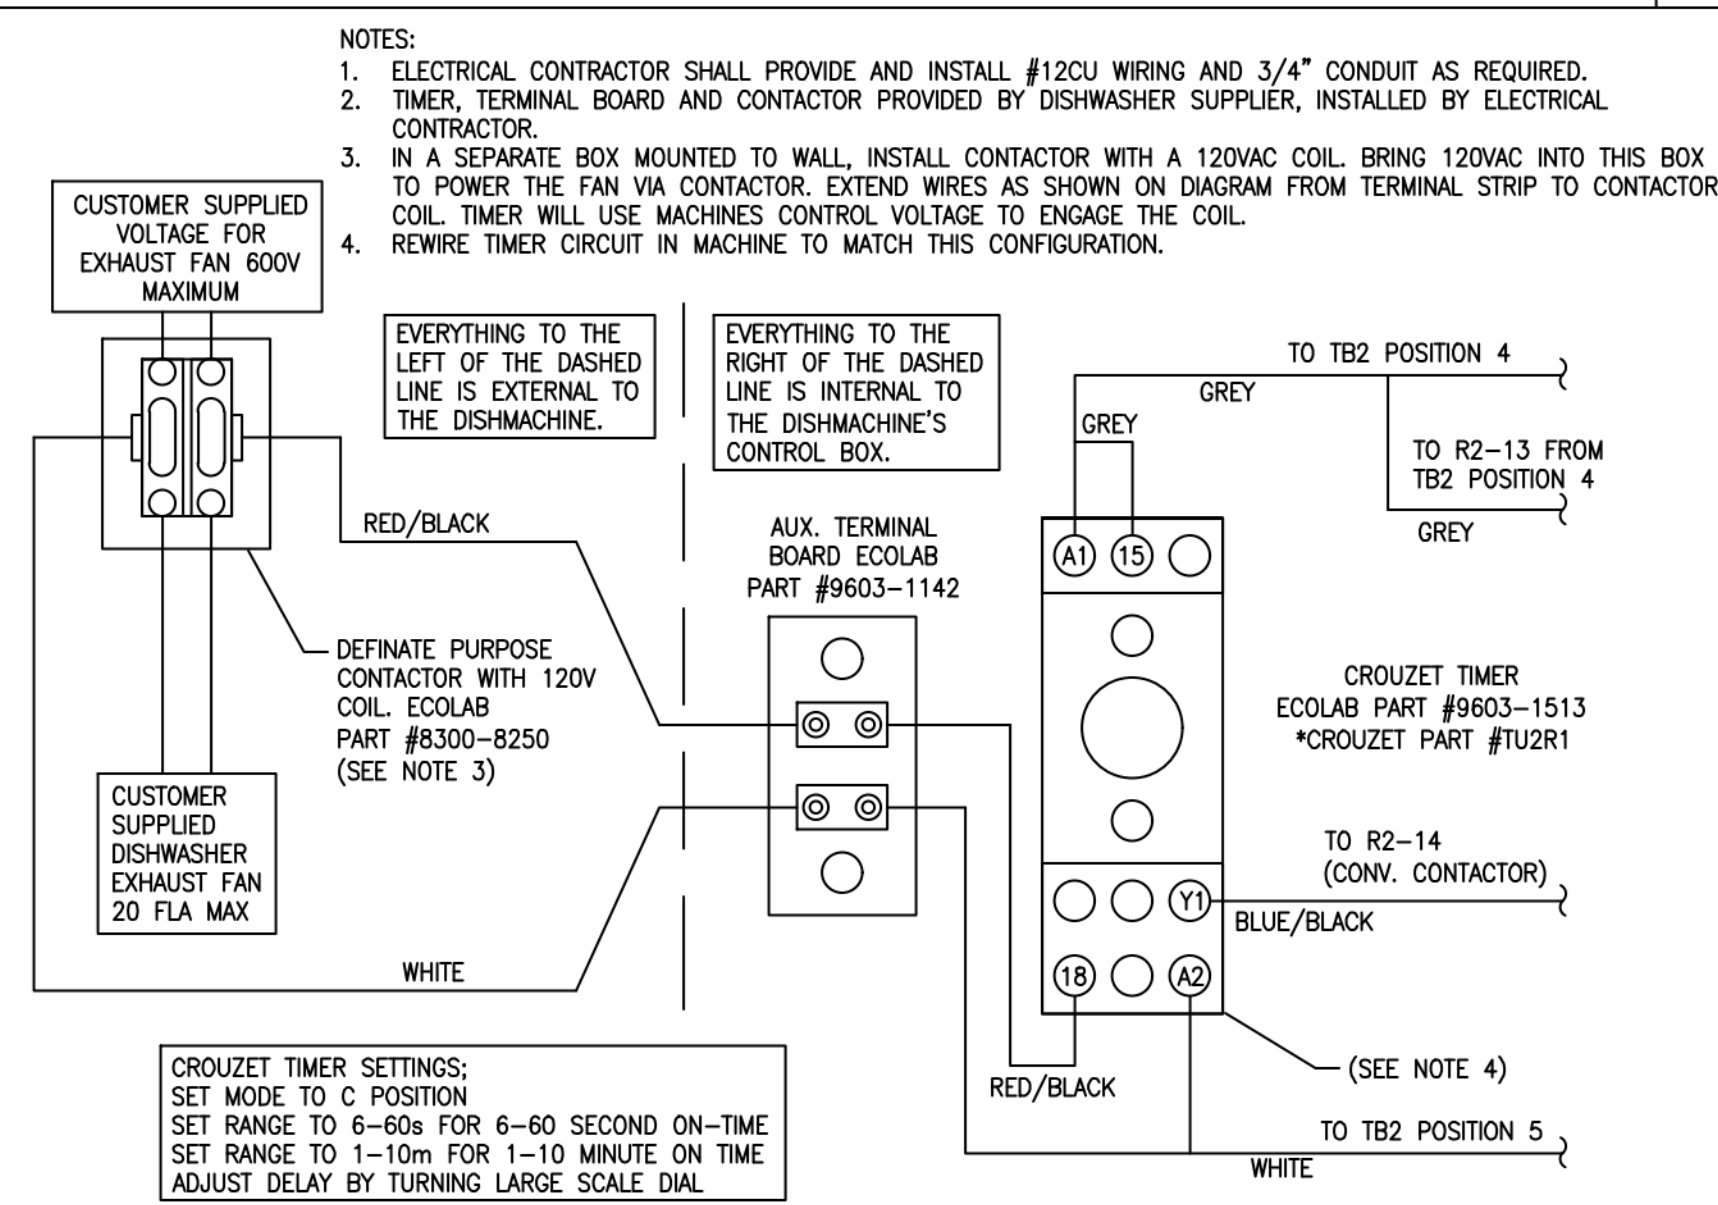 NOTES:
1. ELECTRICAL CONTRACTOR SHALL PROVIDE AND INSTALL #12CU WIRING AND 3/4" CONDUIT AS REQUIRED.
2. TIMER, TERMINAL BOARD AND CONTACTOR PROVIDED BY DISHWASHER SUPPLIER, INSTALLED BY ELECTRICAL
CONTRACTOR.
3. IN A SEPARATE BOX MOUNTED TO WALL, INSTALL CONTACTOR WITH A 120VAC COIL. BRING 120VAC INTO THIS BOX
TO POWER THE FAN VIA CONTACTOR. EXTEND WIRES AS SHOWN ON DIAGRAM FROM TERMINAL STRIP TO CONTACTOR
COIL. TIMER WILL USE MACHINES CONTROL VOLTAGE TO ENGAGE THE COIL.
4. REWIRE TIMER CIRCUIT IN MACHINE TO MATCH THIS CONFIGURATION.
CUSTOMER SUPPLIED
VOLTAGE FOR
EXHAUST FAN 600V
MAXIMUM
EVERYTHING TO THE
LEFT OF THE DASHED
LINE IS EXTERNAL TO
THE DISHMACHINE.
EVERYTHING TO THE
RIGHT OF THE DASHED
LINE IS INTERNAL TO
THE DISHMACHINE'S
CONTROL BOX.
TO TB2 POSITION 4
GREY
GREY
TO R2-13 FROM
TB2 POSITION 4
GREY
RED/BLACK
AUX. TERMINAL
BOARD ECOLAB
PART #9603-1142
A1 15
DEFINATE PURPOSE
CONTACTOR WITH 120V
COIL. ECOLAB
PART #8300-8250
(SEE NOTE 3)
CROUZET TIMER
ECOLAB PART #9603-1513
*CROUZET PART #TU2R1
CUSTOMER
SUPPLIED
DISHWASHER
EXHAUST FAN
20 FLA MAX
TO R2-14
(CONV. CONTACTOR)
Y1
BLUE/BLACK
WHITE
18 A2
CROUZET TIMER SETTINGS;
SET MODE TO C POSITION
SET RANGE TO 6-60s FOR 6-60 SECOND ON-TIME
SET RANGE TO 1-10m FOR 1-10 MINUTE ON TIME
ADJUST DELAY BY TURNING LARGE SCALE DIAL
RED/BLACK
(SEE NOTE 4)
TO TB2 POSITION 5
WHITE